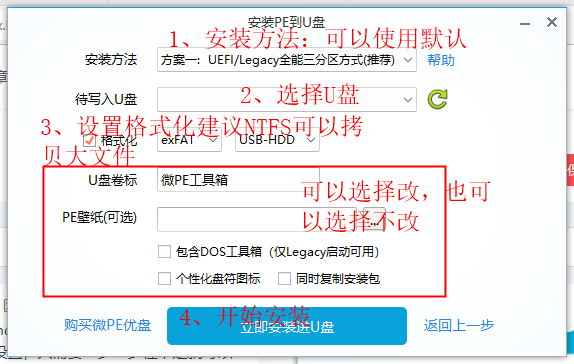 安装PE到U盘
1、安装方法：可以使用默认
安装方法
方案一：UEFI/Legacy全能三分区方式(推荐)
帮助
待写入U盘
2、选择U盘
3、设置格式化建议NTFS可以拷
贝大文件
格式化
exFAT
USB-HDD
U盘卷标
微PE工具箱
可以选择改，也可
以选择不改
PE壁纸(可选)
...
包含DOS工具箱（仅Legacy启动可用）
个性化盘符图标
同时复制安装包
4、开始安装
购买微PE优盘
立即安装进U盘
返回上一步